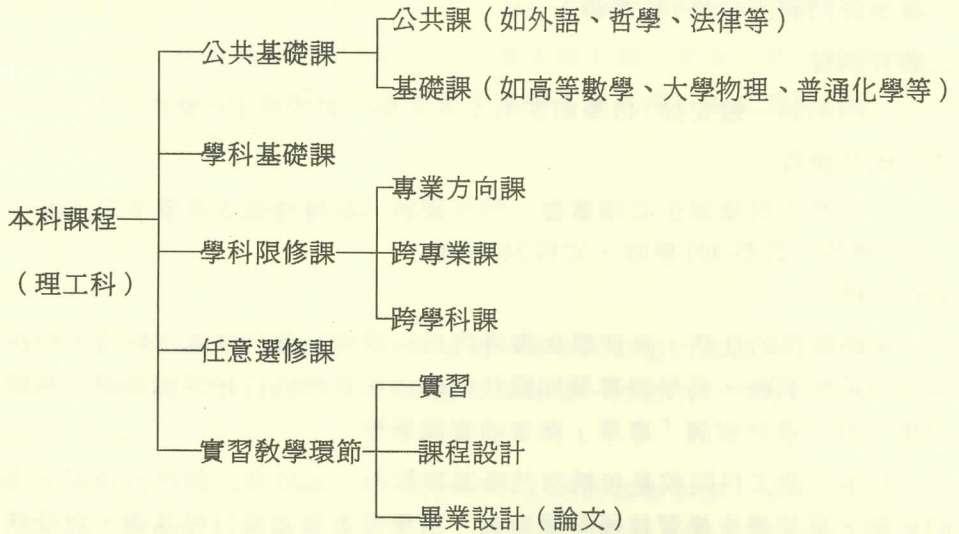 公共課（如外語、哲學、法律等）
公共基礎課
基礎課（如高等數學、大學物理、普通化學等）
學科基礎課
專業方向課
本科課程
學科限修課
跨專業課
（理工科）
跨學科課
任意選修課
實習
實習教學環節
課程設計
畢業設計（論文）